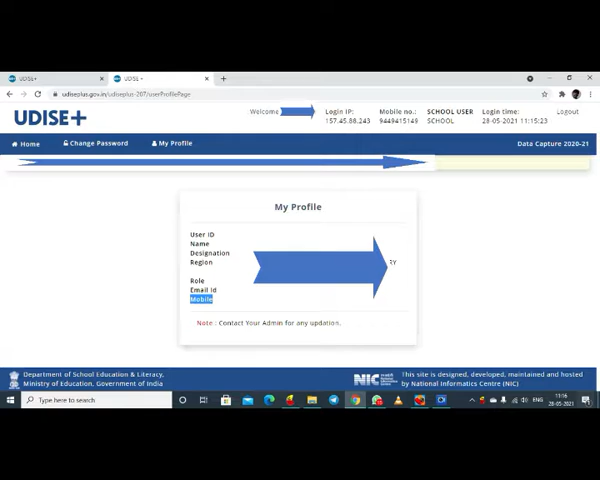 UDISE+
UDISE +
udiseplus.gov.in/udiseplus-207/userProfilePage
UDISE+
Welcome
Login IP:
157.45.88.243
Mobile no.:
9449415149
SCHOOL USER
SCHOOL
Login time:
28-05-2021 11:15:23
Logout
Home
Change Password
My Profile
Data Capture 2020-21
My Profile
User ID
Name
Designation
Region
RY
Role
Email Id
Mobile
Note : Contact Your Admin for any updation.
Department of School Education & Literacy,
Ministry of Education, Government of India
NIC
This site is designed, developed, maintained and hosted
by National Informatics Centre (NIC)
Type here to search
ENG
11:16
28-05-2021